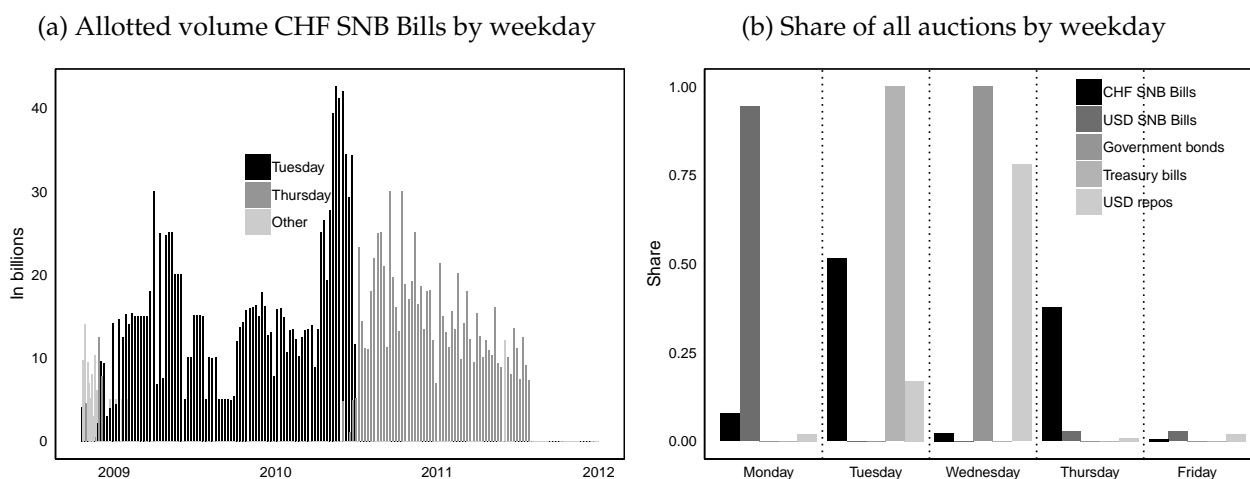 (a) Allotted volume CHF SNB Bills by weekday
In billions
40
30
20
10
0
Tuesday
Thursday
Other
2009
2010
2011
2012
(b) Share of all auctions by weekday
Share
1.00
0.75
0.50
0.25
0.00
CHF SNB Bills
USD SNB Bills
Government bonds
Treasury bills
USD repos
Monday
Tuesday
Wednesday
Thursday
Friday